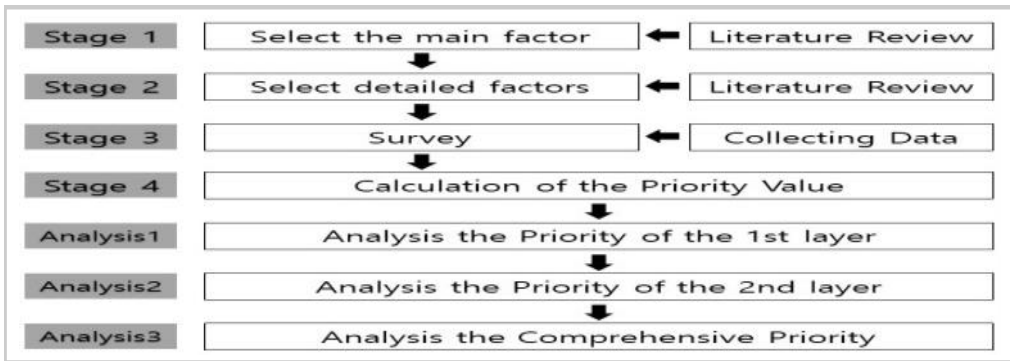 Stage 1 Select the main factor Literature Review
Stage 2 Select detailed factors Literature Review
Stage 3 Survey Collecting Data
Stage 4 Calculation of the Priority Value
Analysis1 Analysis the Priority of the 1st layer
Analysis2 Analysis the Priority of the 2nd layer
Analysis3 Analysis the Comprehensive Priority